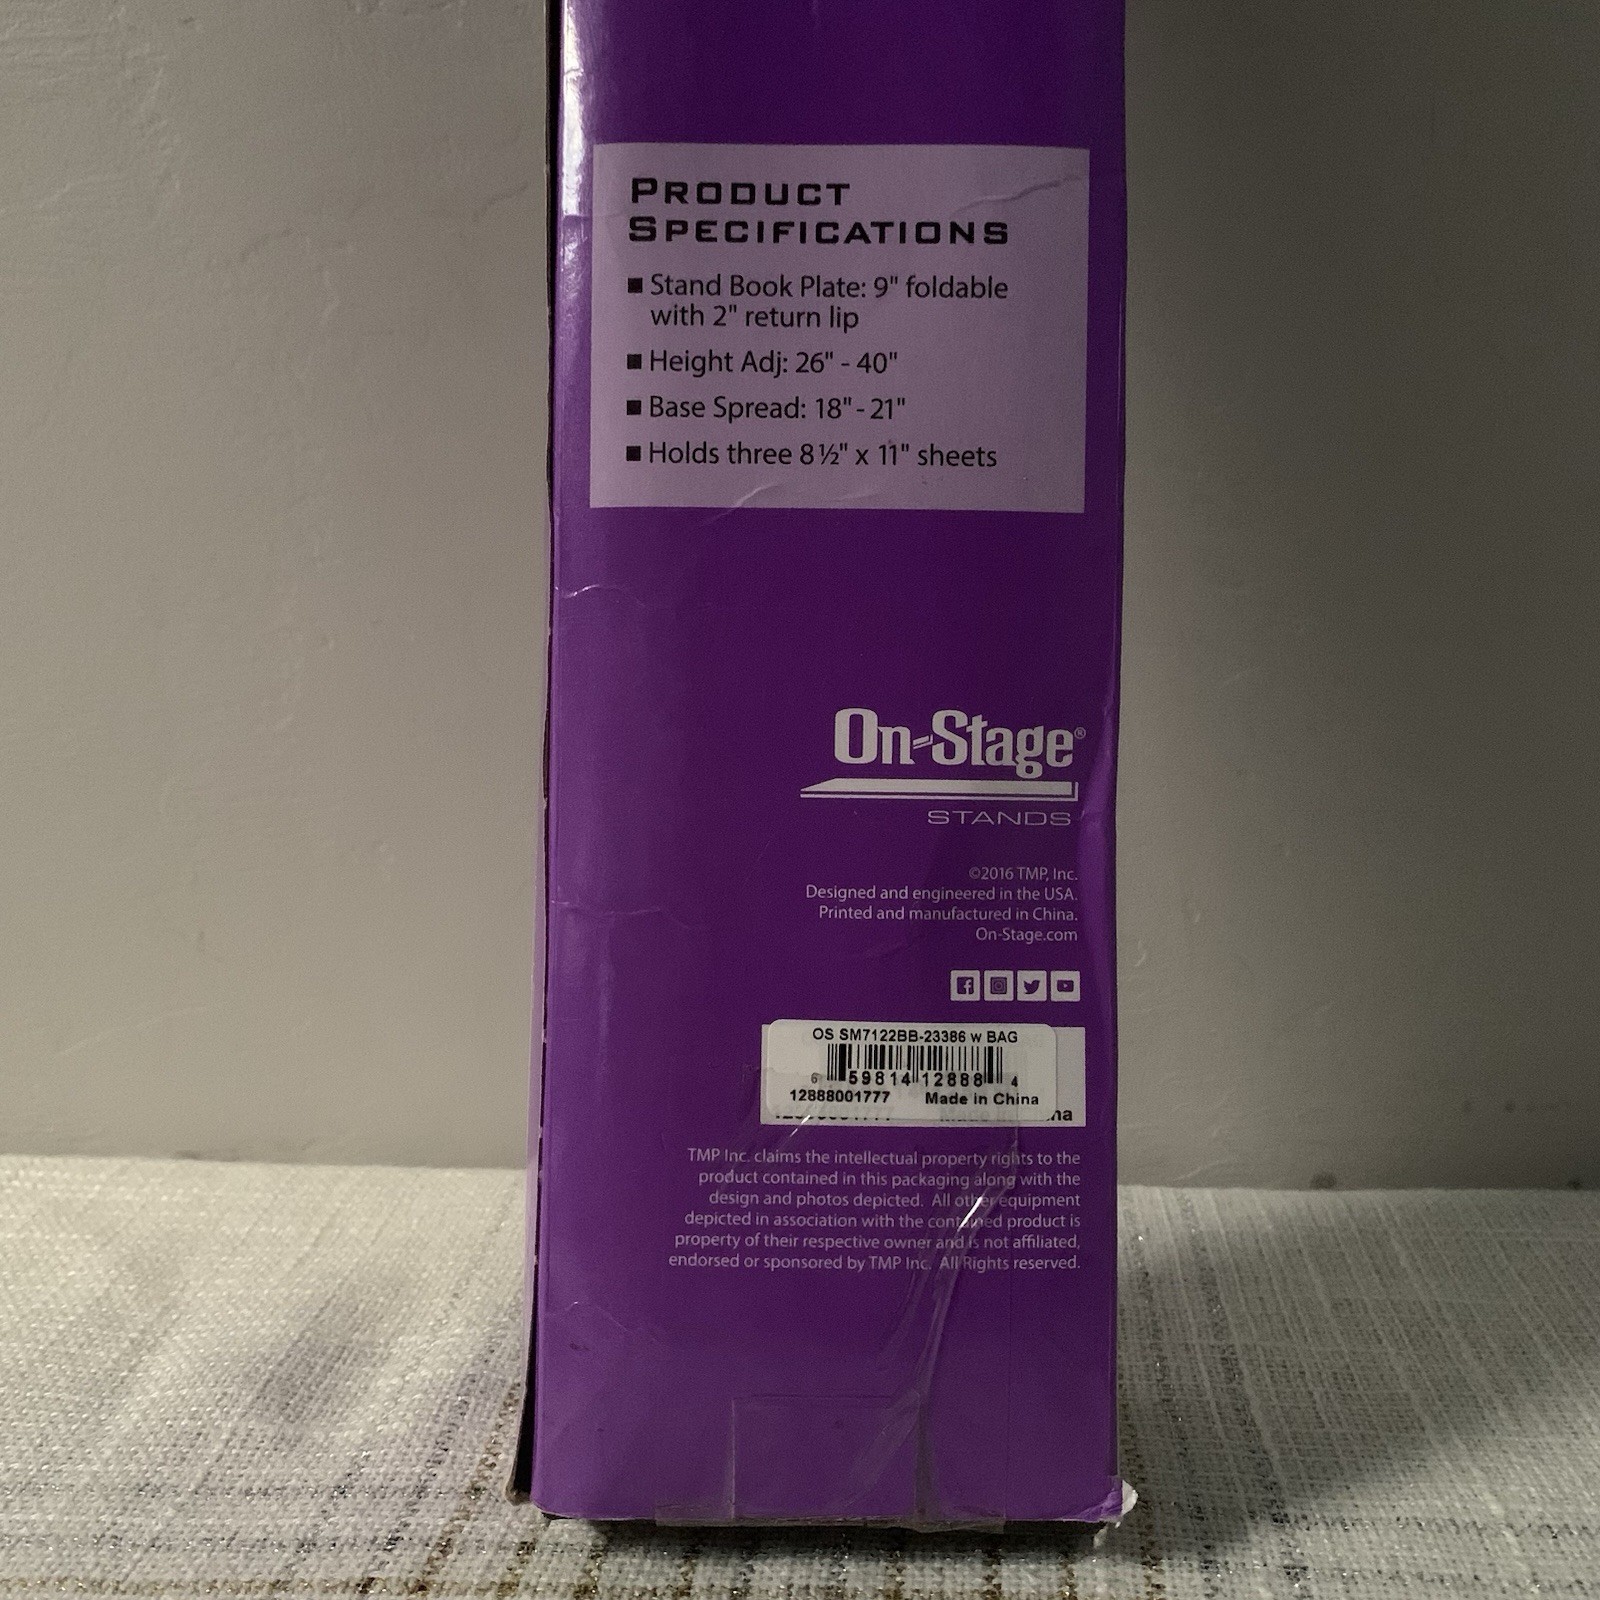 PRODUCT
SPECIFICATIONS
■ Stand Book Plate: 9" foldable
with 2" return lip
■ Height Adj: 26" - 40"
■ Base Spread: 18" - 21"
■ Holds three 8½" x 11" sheets
On-Stage®
STANDS
©2016 TMP, Inc.
Designed and engineered in the USA.
Printed and manufactured in China.
On-Stage.com
OS SM7122BB-23386 w BAG
6 59814 12888 4
12888001777 Made in China
TMP Inc. claims the intellectual property rights to the
product contained in this packaging along with the
design and photos depicted. All other equipment
depicted in association with the contained product is
property of their respective owner and is not affiliated,
endorsed or sponsored by TMP Inc. All Rights reserved.